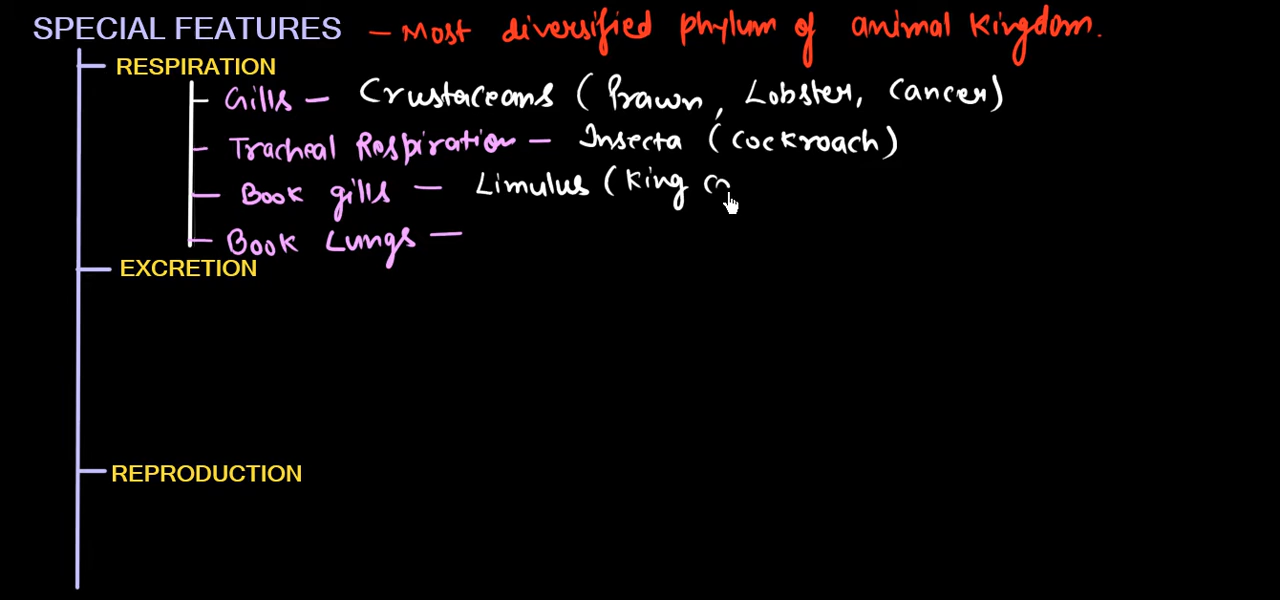 SPECIAL FEATURES - Most diversified phylum of animal kingdom.
RESPIRATION
Gills - Crustaceans (Prawn, Lobster, Cancer)
Tracheal Respiration - Insecta (cockroach)
Book gills - Limulus (King
Book Lungs -
EXCRETION
REPRODUCTION